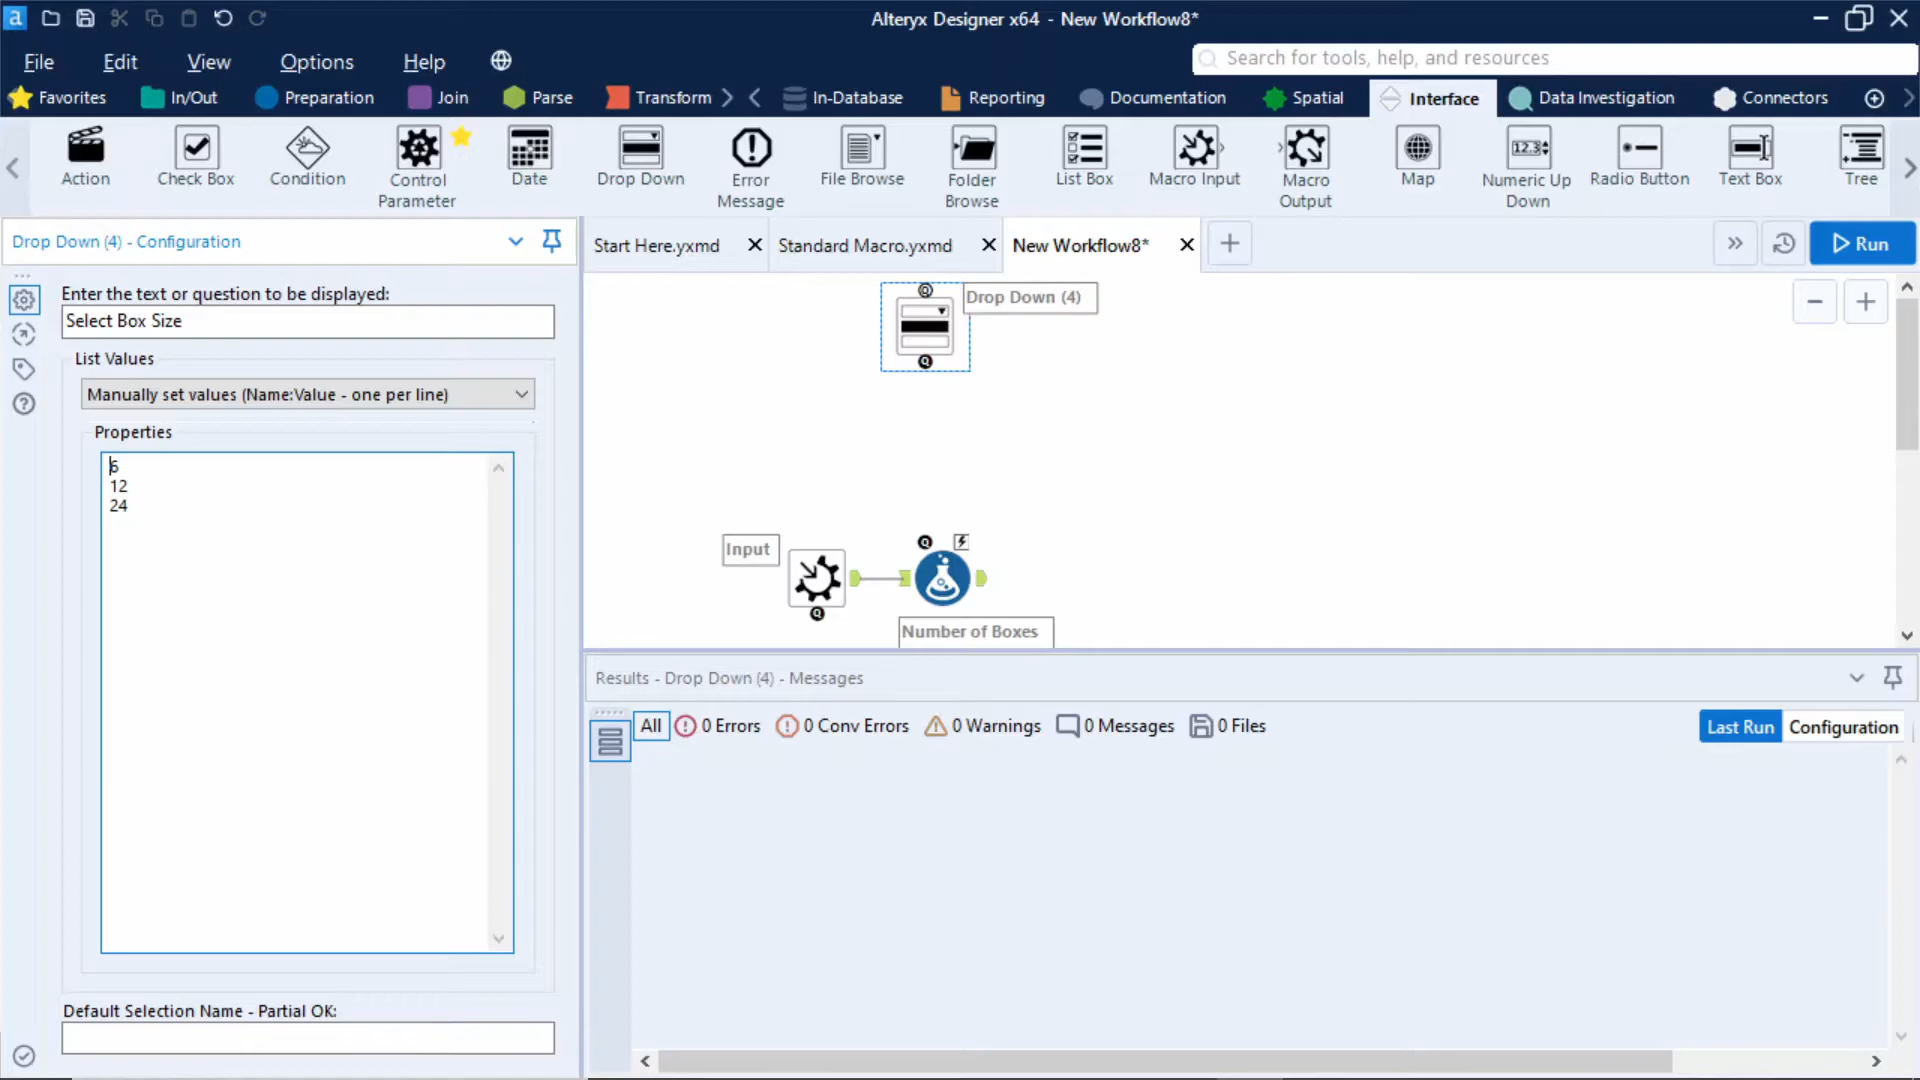 Alteryx Designer x64 - New Workflow8*
File Edit View Options Help
Search for tools, help, and resources
Favorites In/Out Preparation Join Parse Transform In-Database Reporting Documentation Spatial Interface Data Investigation Connectors
Action
Check Box
Condition
Control
Parameter
Date
Drop Down
Error
Message
File Browse
Folder
Browse
List Box
Macro Input
Macro
Output
Map
Numeric Up
Down
Radio Button
Text Box
Tree
Drop Down (4) - Configuration
Start Here.yxmd
Standard Macro.yxmd
New Workflow8*
Run
Enter the text or question to be displayed:
Select Box Size
List Values
Manually set values (Name:Value - one per line)
Properties
6
12
24
Default Selection Name - Partial OK:
Drop Down (4)
Input
Number of Boxes
Results - Drop Down (4) - Messages
All 0 Errors 0 Conv Errors 0 Warnings 0 Messages 0 Files
Last Run Configuration